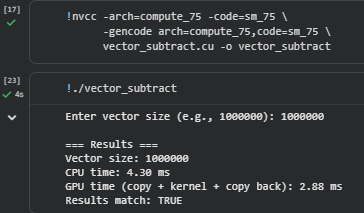 [17]
!nvcc -arch=compute_75 -code=sm_75 \
-gencode arch=compute_75,code=sm_75 \
vector_subtract.cu -o vector_subtract
[23]
4s
!./vector_subtract
Enter vector size (e.g., 1000000): 1000000
=== Results ===
Vector size: 1000000
CPU time: 4.30 ms
GPU time (copy + kernel + copy back): 2.88 ms
Results match: TRUE